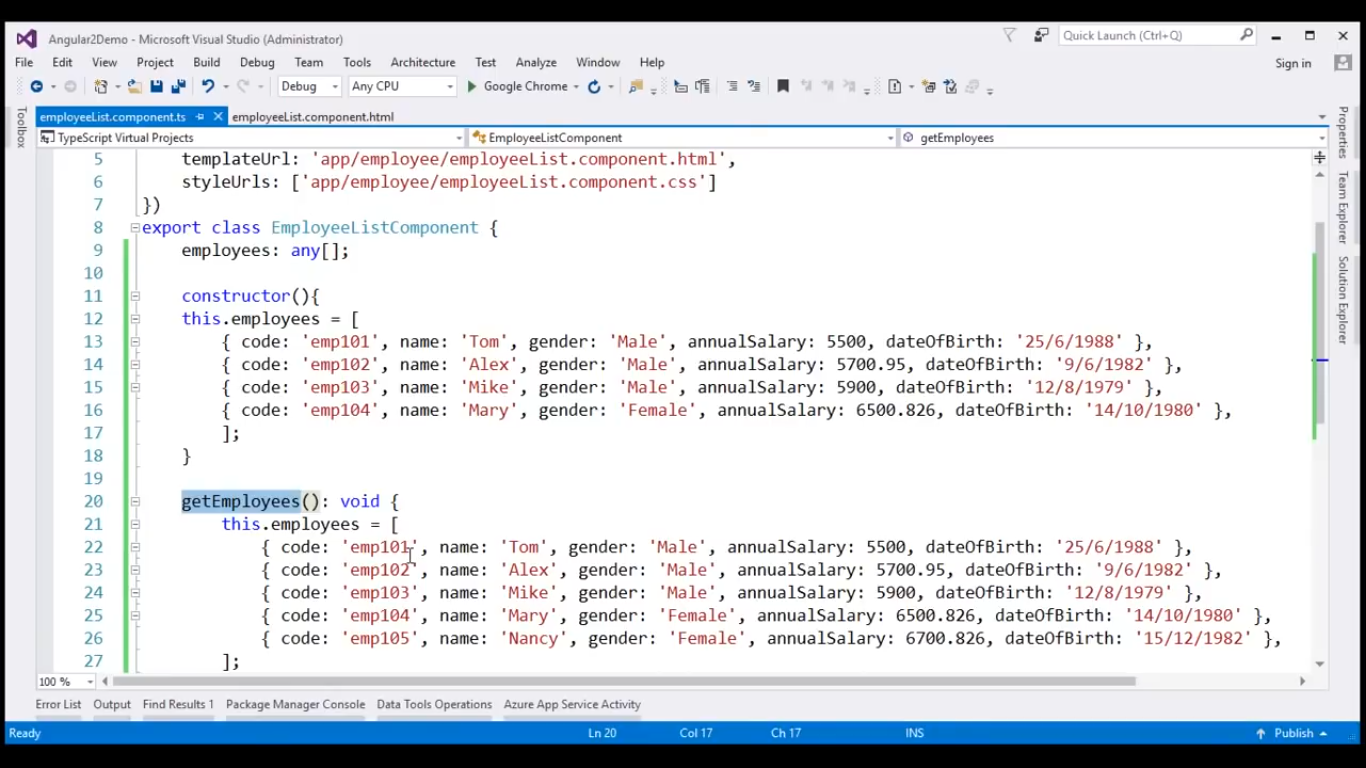 Angular2Demo - Microsoft Visual Studio (Administrator)
Quick Launch (Ctrl+Q)
File Edit View Project Build Debug Team Tools Architecture Test Analyze Window Help
Sign in
Debug Any CPU Google Chrome
employeeList.component.ts employeeList.component.html
TypeScript Virtual Projects EmployeeListComponent getEmployees
Toolbox
Properties
Team Explorer
Solution Explorer
5 templateUrl: 'app/employee/employeeList.component.html',
6 styleUrls: ['app/employee/employeeList.component.css']
7 })
8 export class EmployeeListComponent {
9 employees: any[];
10
11 constructor(){
12 this.employees = [
13 { code: 'emp101', name: 'Tom', gender: 'Male', annualSalary: 5500, dateOfBirth: '25/6/1988' },
14 { code: 'emp102', name: 'Alex', gender: 'Male', annualSalary: 5700.95, dateOfBirth: '9/6/1982' },
15 { code: 'emp103', name: 'Mike', gender: 'Male', annualSalary: 5900, dateOfBirth: '12/8/1979' },
16 { code: 'emp104', name: 'Mary', gender: 'Female', annualSalary: 6500.826, dateOfBirth: '14/10/1980' },
17 ];
18 }
19
20 getEmployees(): void {
21 this.employees = [
22 { code: 'emp101', name: 'Tom', gender: 'Male', annualSalary: 5500, dateOfBirth: '25/6/1988' },
23 { code: 'emp102', name: 'Alex', gender: 'Male', annualSalary: 5700.95, dateOfBirth: '9/6/1982' },
24 { code: 'emp103', name: 'Mike', gender: 'Male', annualSalary: 5900, dateOfBirth: '12/8/1979' },
25 { code: 'emp104', name: 'Mary', gender: 'Female', annualSalary: 6500.826, dateOfBirth: '14/10/1980' },
26 { code: 'emp105', name: 'Nancy', gender: 'Female', annualSalary: 6700.826, dateOfBirth: '15/12/1982' },
27 ];
100 %
Error List Output Find Results 1 Package Manager Console Data Tools Operations Azure App Service Activity
Ready Ln 20 Col 17 Ch 17 INS Publish